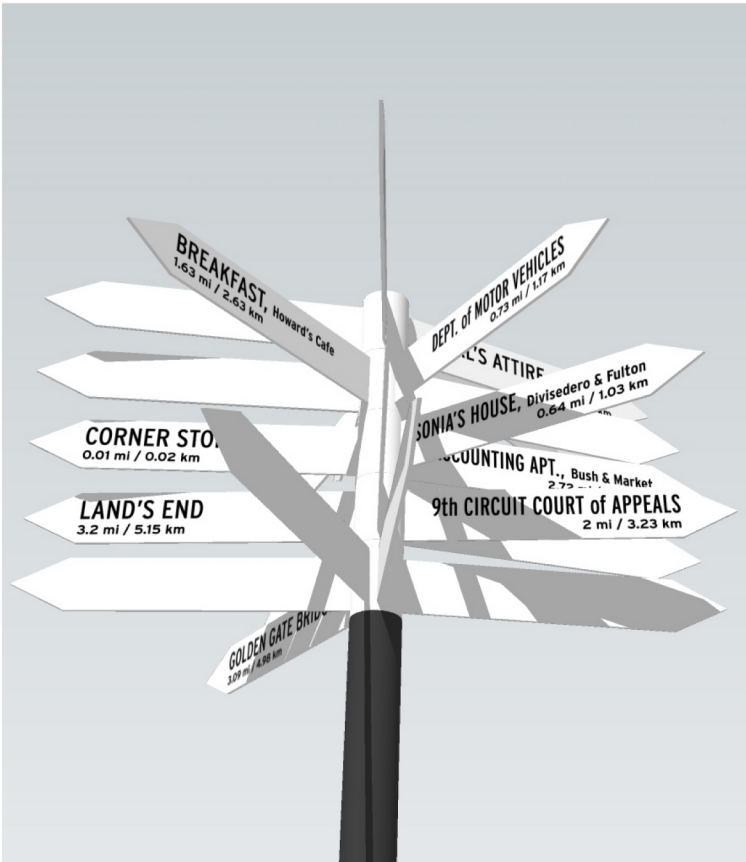 BREAKFAST, Howard's Cafe
1.63 mi / 2.63 km
DEPT. of MOTOR VEHICLES
0.73 mi / 1.17 km
ATTIRE
SONIA'S HOUSE, Divisedero & Fulton
0.64 mi / 1.03 km
CORNER
0.01 mi / 0.02 km
APT., Bush & Market
LAND'S END
3.2 mi / 5.15 km
9th CIRCUIT COURT of APPEALS
2 mi / 3.23 km
GOLDEN GATE
3.09 mi / 4.98 km